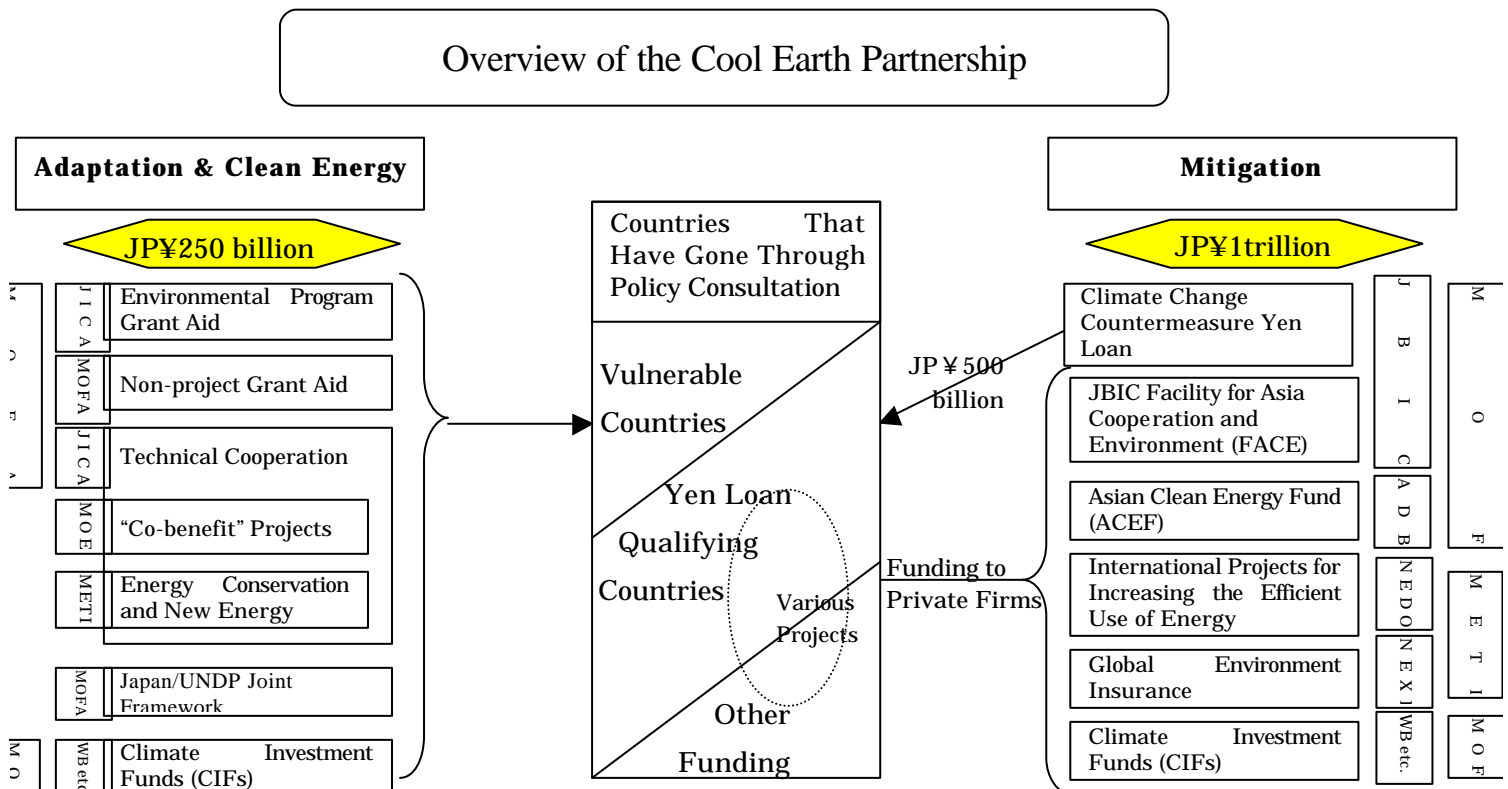 Overview of the Cool Earth Partnership
Adaptation & Clean Energy
JP¥250 billion
JICA
Environmental Program
Grant Aid
MOFA
Non-project Grant Aid
JICA
Technical Cooperation
MOE
“Co-benefit” Projects
METI
Energy Conservation
and New Energy
MOFA
Japan/UNDP Joint
Framework
MO
WB etc
Climate Investment
Funds (CIFs)
Countries That
Have Gone Through
Policy Consultation
Vulnerable
Countries
Yen Loan
Qualifying
Countries
Various
Projects
Other
Funding
JP ¥ 500
billion
Funding to
Private Firms
Mitigation
JP¥1trillion
Climate Change
Countermeasure Yen
Loan
JBIC Facility for Asia
Cooperation and
Environment (FACE)
JBIC
Asian Clean Energy Fund
(ACEF)
ADB
MOF
International Projects for
Increasing the Efficient
Use of Energy
NEDO
Global Environment
Insurance
NEXI
METI
Climate Investment
Funds (CIFs)
WB etc.
MOF